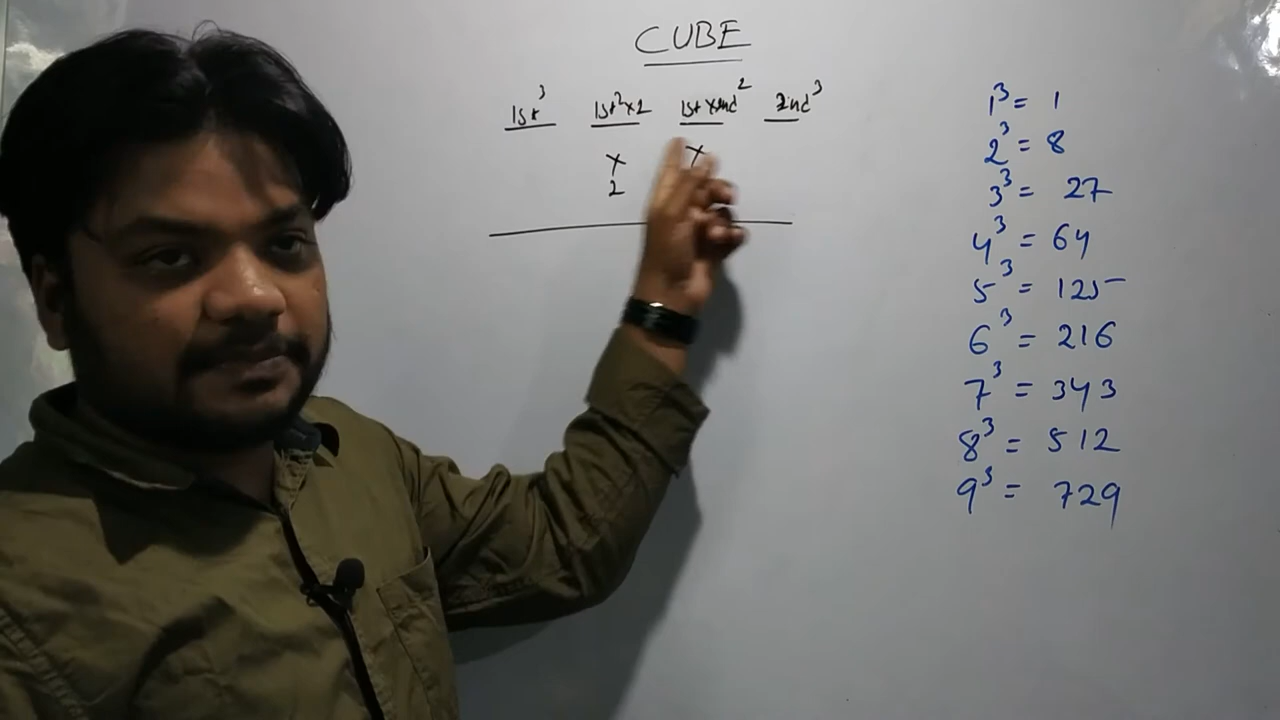 CUBE
1st³ 1st²×2 1st×2nd² 2nd³
× ×
2
1³ = 1
2³ = 8
3³ = 27
4³ = 64
5³ = 125
6³ = 216
7³ = 343
8³ = 512
9³ = 729